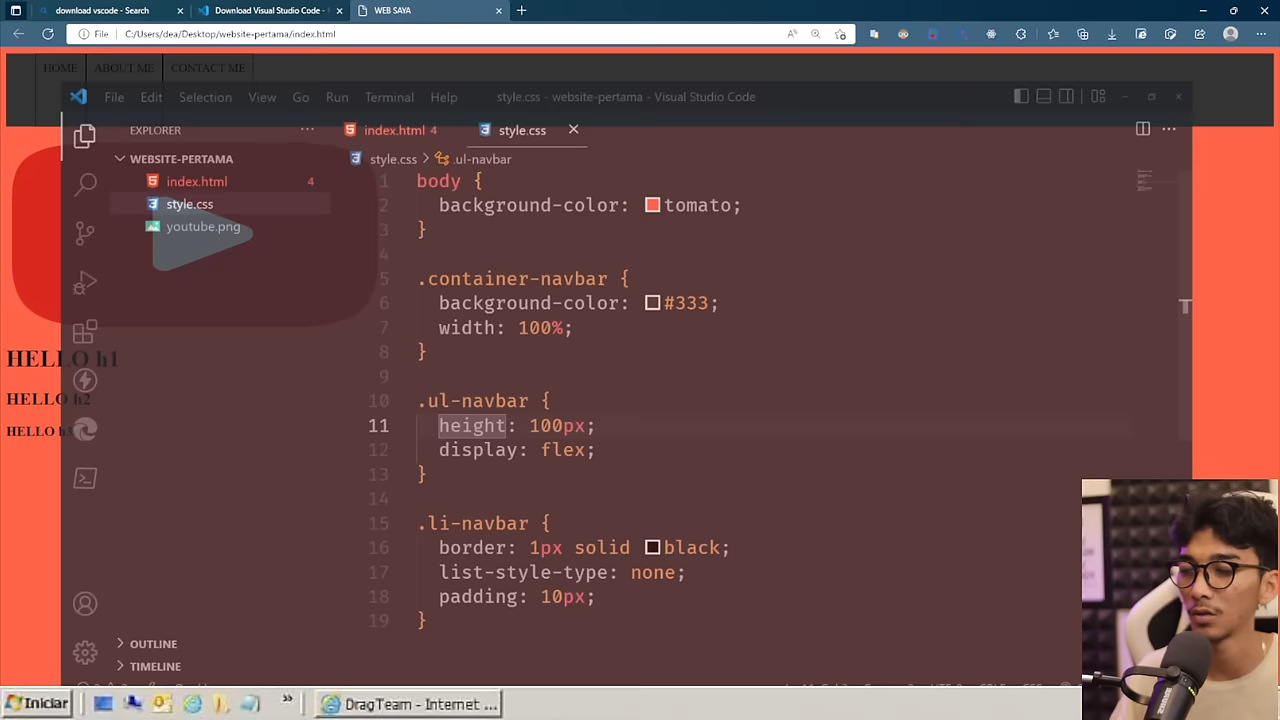 download vscode - Search
Download Visual Studio Code -
WEB SAYA
File
C:/Users/dea/Desktop/website-pertama/index.html
HOME
ABOUT ME
CONTACT ME
File Edit Selection View Go Run Terminal Help
style.css - website-pertama - Visual Studio Code
EXPLORER
index.html 4
style.css
WEBSITE-PERTAMA
style.css > .ul-navbar
index.html 4
style.css
youtube.png
1 body {
2 background-color: tomato;
3 }
4
5 .container-navbar {
6 background-color: #333;
7 width: 100%;
8 }
9
10 .ul-navbar {
11 height: 100px;
12 display: flex;
13 }
14
15 .li-navbar {
16 border: 1px solid black;
17 list-style-type: none;
18 padding: 10px;
19 }
HELLO h1
HELLO h2
HELLO
OUTLINE
TIMELINE
Iniciar
DragTeam - Internet ...